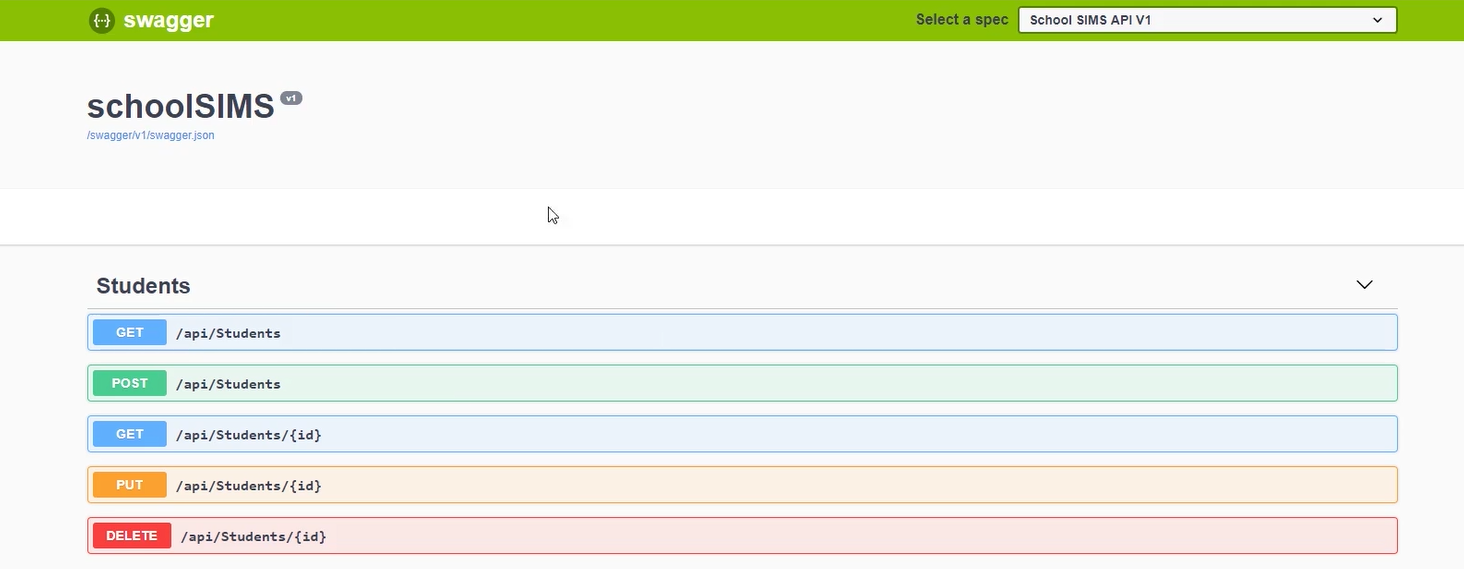 {··} swagger Select a spec School SIMS API V1
schoolSIMS v1
/swagger/v1/swagger.json
Students
GET /api/Students
POST /api/Students
GET /api/Students/{id}
PUT /api/Students/{id}
DELETE /api/Students/{id}